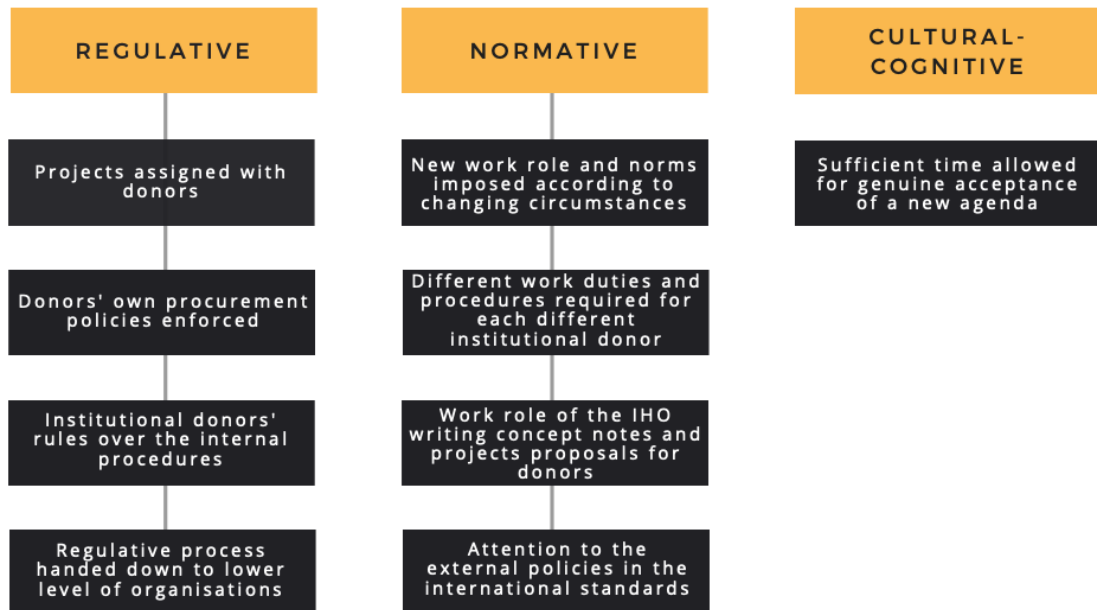 REGULATIVE
Projects assigned with
donors
Donors' own procurement
policies enforced
Institutional donors'
rules over the internal
procedures
Regulative process
handed down to lower
level of organisations
NORMATIVE
New work role and norms
imposed according to
changing circumstances
Different work duties and
procedures required for
each different
institutional donor
Work role of the IHO
writing concept notes and
projects proposals for
donors
Attention to the
external policies in the
international standards
CULTURAL-
COGNITIVE
Sufficient time allowed
for genuine acceptance
of a new agenda